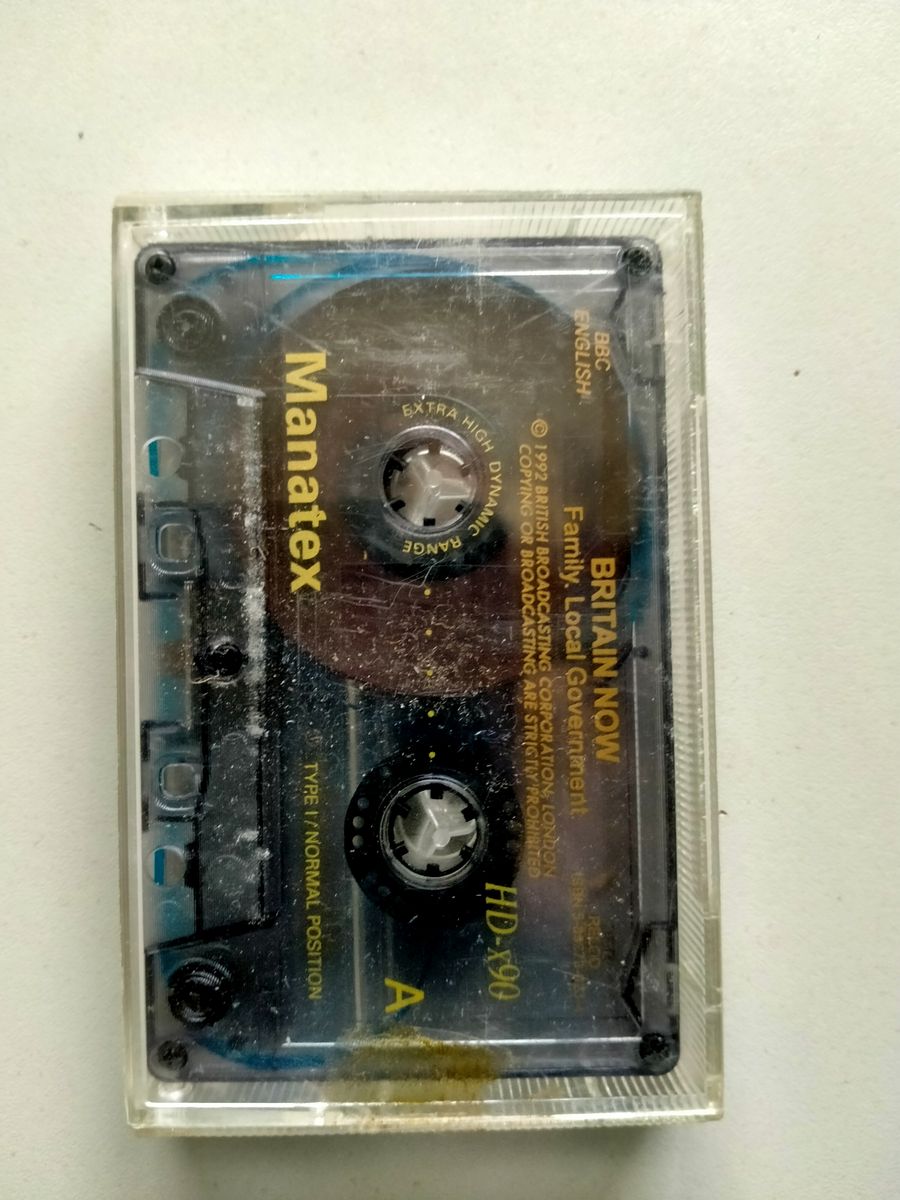 BBC
ENGLISH
BRITAIN NOW
Family. Local Government
© 1992 BRITISH BROADCASTING CORPORATION, LONDON
COPYING OR BROADCASTING ARE STRICTLY PROHIBITED
HD-x90
EXTRA HIGH DYNAMIC RANGE
A
Manatex
TYPE I / NORMAL POSITION